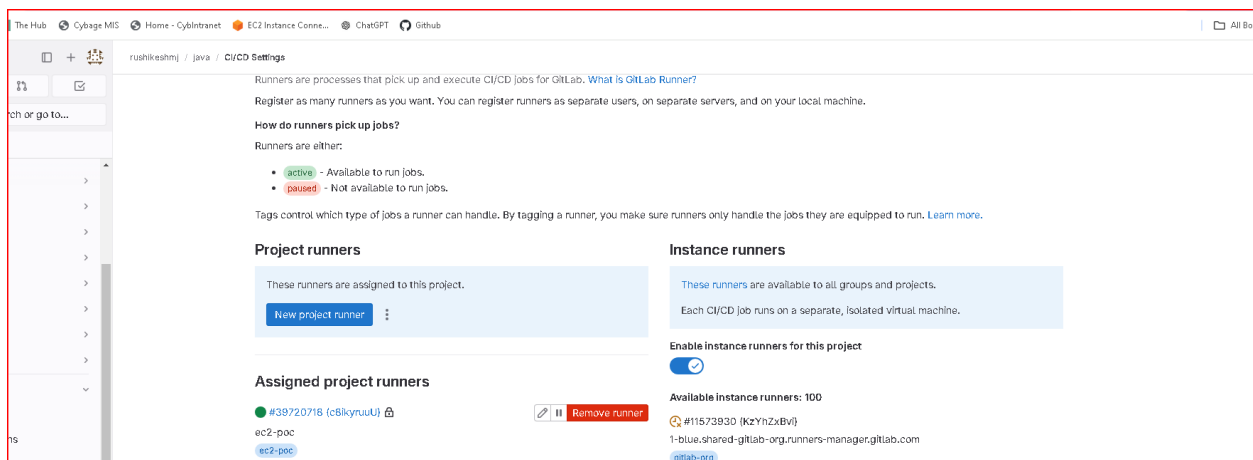 The Hub Cybage MIS Home - CybIntranet EC2 Instance Conne... ChatGPT Github All Bo
rushikeshmj / java / CI/CD Settings
Runners are processes that pick up and execute CI/CD jobs for GitLab. What is GitLab Runner?
Register as many runners as you want. You can register runners as separate users, on separate servers, and on your local machine.
rch or go to...
How do runners pick up jobs?
Runners are either:
active - Available to run jobs.
paused - Not available to run jobs.
Tags control which type of jobs a runner can handle. By tagging a runner, you make sure runners only handle the jobs they are equipped to run. Learn more.
Project runners
These runners are assigned to this project.
New project runner
Assigned project runners
#39720718 (c8ikyruuU)
Remove runner
ec2-poc
ec2-poc
Instance runners
These runners are available to all groups and projects.
Each CI/CD job runs on a separate, isolated virtual machine.
Enable instance runners for this project
Available instance runners: 100
#11573930 (KzYhZxBvi)
1-blue.shared-gitlab-org.runners-manager.gitlab.com
gitlab-org
ns